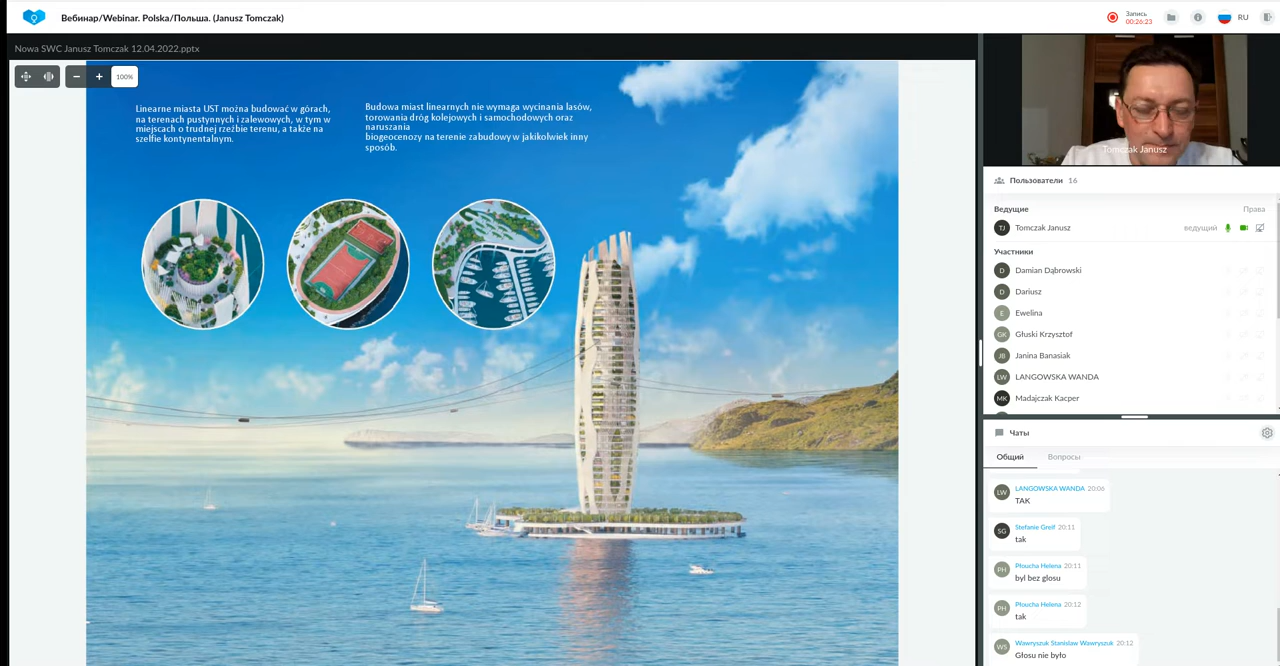 Вебинар/Webinar. Polska/Польша. (Janusz Tomczak)
Запись
00:26:23
RU
Nowa SWC Janusz Tomczak 12.04.2022.pptx
100%
Linearne miasta UST można budować w górach,
na terenach pustynnych i zalewowych, w tym w
miejscach o trudnej rzeźbie terenu, a także na
szelfie kontynentalnym.
Budowa miast linearnych nie wymaga wycinania lasów,
torowania dróg kolejowych i samochodowych oraz
naruszania
biogeocenozy na terenie zabudowy w jakikolwiek inny
sposób.
Tomczak Janusz
Пользователи 16
Ведущие Права
TJ Tomczak Janusz ведущий
Участники
D Damian Dąbrowski
D Dariusz
E Ewelina
GK Głuski Krzysztof
JB Janina Banasiak
LW LANGOWSKA WANDA
MK Madajczak Kacper
Чаты
Общий Вопросы
LW LANGOWSKA WANDA 20:06
TAK
SG Stefanie Greif 20:11
tak
PH Płoucha Helena 20:11
byl bez glosu
PH Płoucha Helena 20:12
tak
WS Wawryszuk Stanislaw Wawryszuk 20:12
Głosu nie było